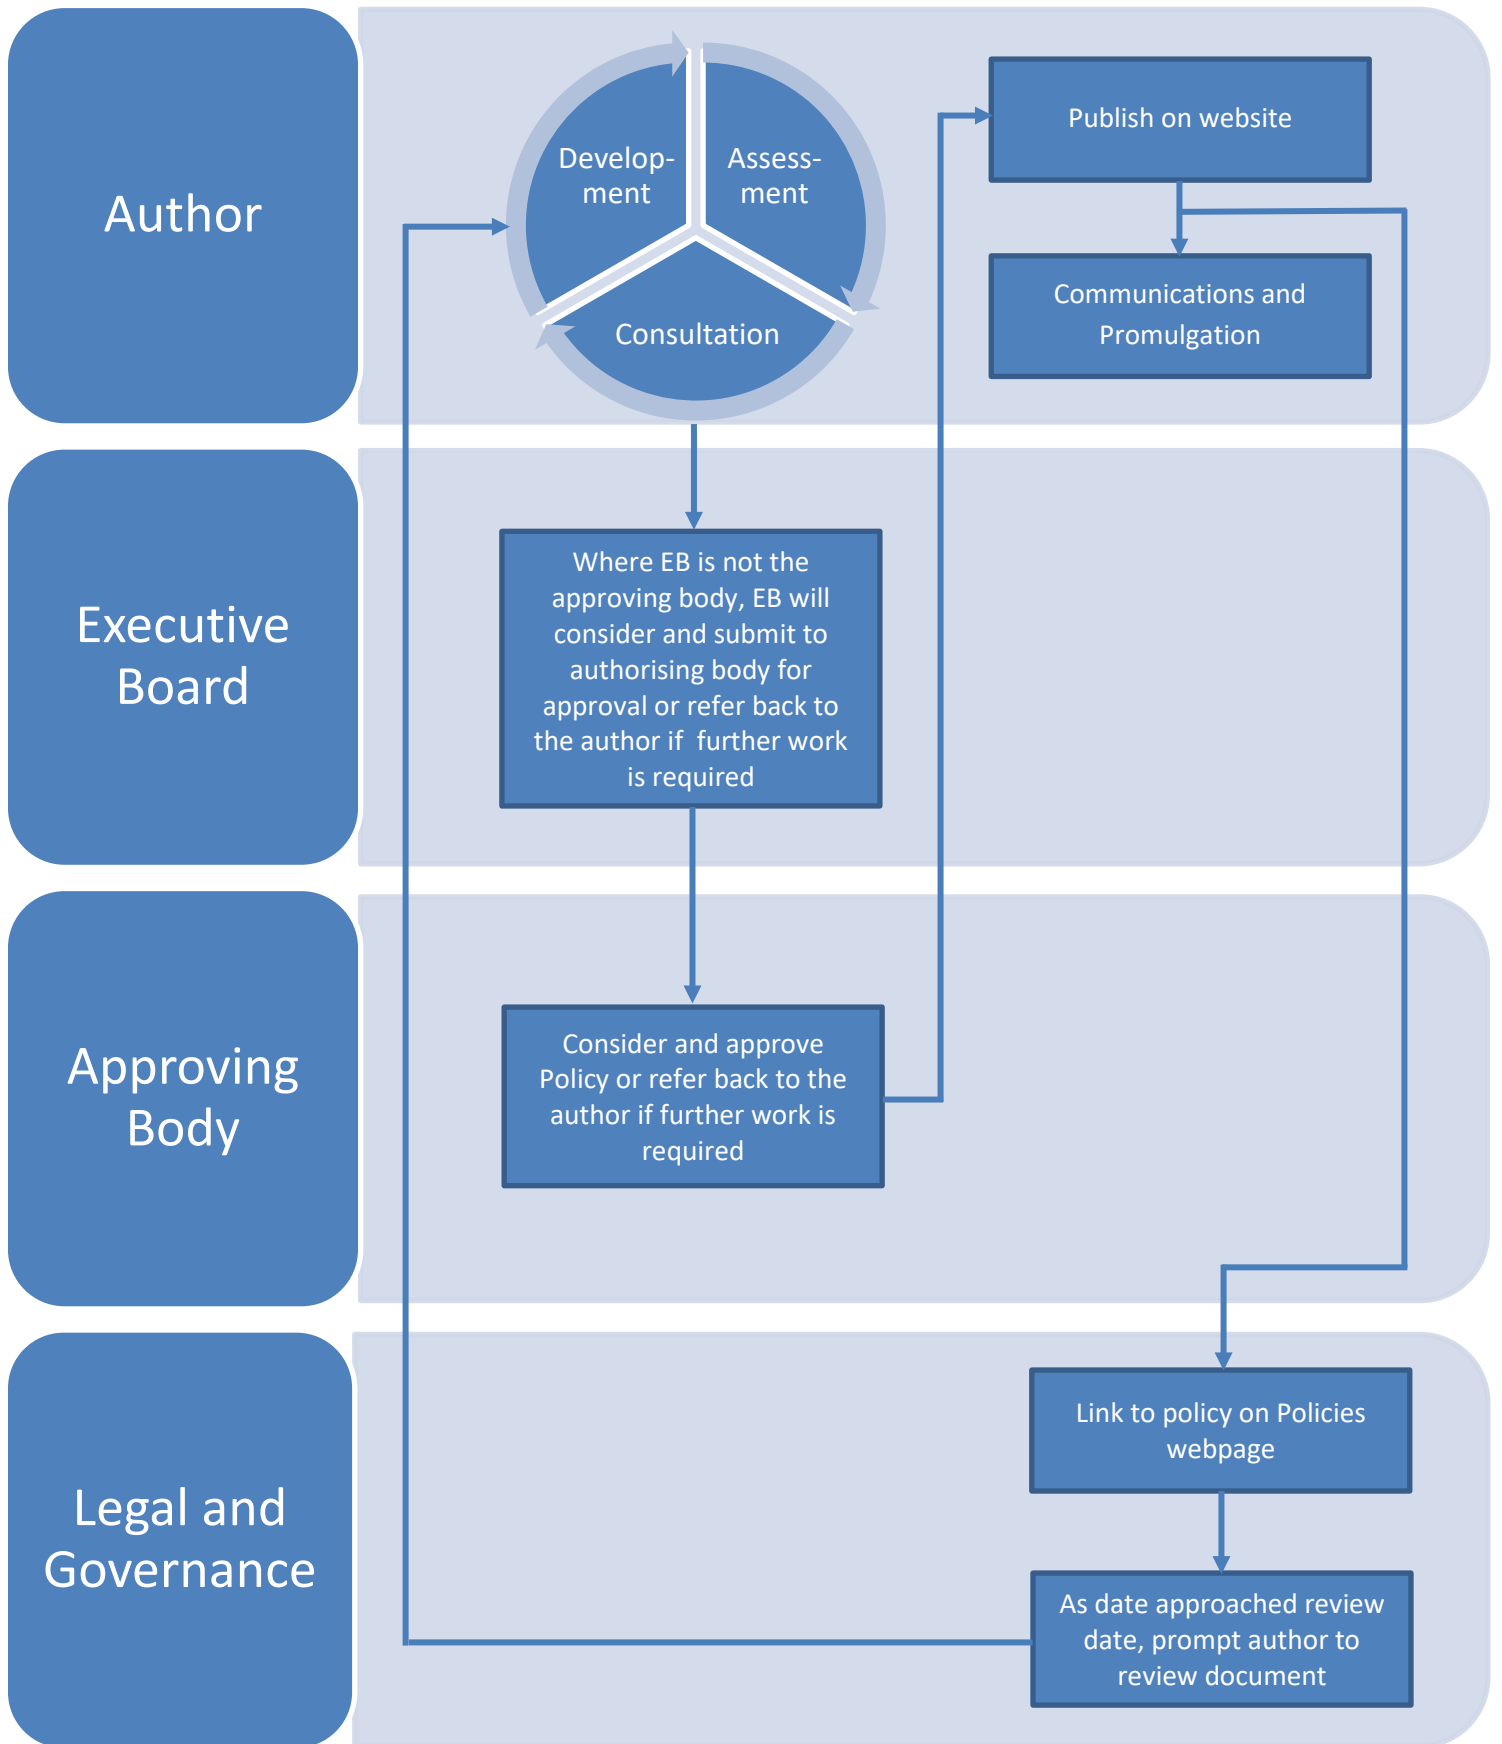 Author
Develop-
ment
Assess-
ment
Consultation
Publish on website
Communications and
Promulgation
Executive
Board
Where EB is not the
approving body, EB will
consider and submit to
authorising body for
approval or refer back to
the author if  further work
is required
Approving
Body
Consider and approve
Policy or refer back to the
author if further work is
required
Legal and
Governance
Link to policy on Policies
webpage
As date approached review
date, prompt author to
review document